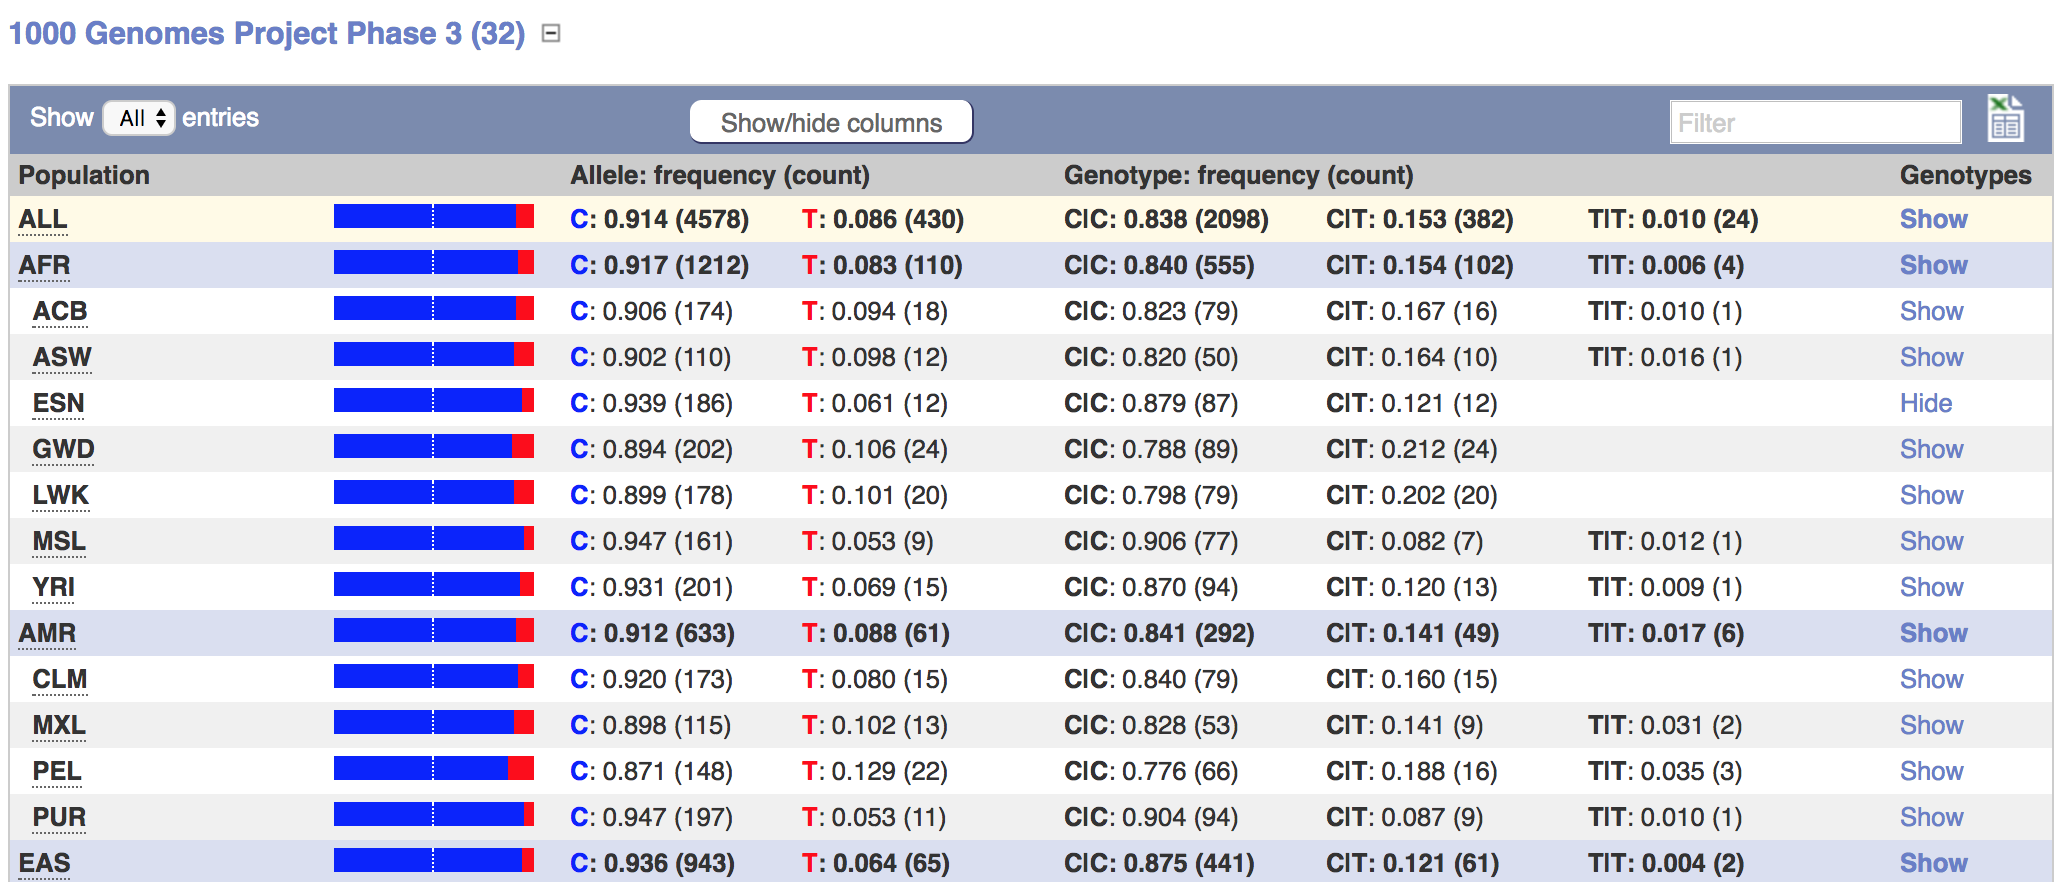 1000 Genomes Project Phase 3 (32)
Show All entries Show/hide columns Filter
Population Allele: frequency (count) Genotype: frequency (count) Genotypes
ALL C: 0.914 (4578) T: 0.086 (430) C|C: 0.838 (2098) C|T: 0.153 (382) T|T: 0.010 (24) Show
AFR C: 0.917 (1212) T: 0.083 (110) C|C: 0.840 (555) C|T: 0.154 (102) T|T: 0.006 (4) Show
ACB C: 0.906 (174) T: 0.094 (18) C|C: 0.823 (79) C|T: 0.167 (16) T|T: 0.010 (1) Show
ASW C: 0.902 (110) T: 0.098 (12) C|C: 0.820 (50) C|T: 0.164 (10) T|T: 0.016 (1) Show
ESN C: 0.939 (186) T: 0.061 (12) C|C: 0.879 (87) C|T: 0.121 (12) Hide
GWD C: 0.894 (202) T: 0.106 (24) C|C: 0.788 (89) C|T: 0.212 (24) Show
LWK C: 0.899 (178) T: 0.101 (20) C|C: 0.798 (79) C|T: 0.202 (20) Show
MSL C: 0.947 (161) T: 0.053 (9) C|C: 0.906 (77) C|T: 0.082 (7) T|T: 0.012 (1) Show
YRI C: 0.931 (201) T: 0.069 (15) C|C: 0.870 (94) C|T: 0.120 (13) T|T: 0.009 (1) Show
AMR C: 0.912 (633) T: 0.088 (61) C|C: 0.841 (292) C|T: 0.141 (49) T|T: 0.017 (6) Show
CLM C: 0.920 (173) T: 0.080 (15) C|C: 0.840 (79) C|T: 0.160 (15) Show
MXL C: 0.898 (115) T: 0.102 (13) C|C: 0.828 (53) C|T: 0.141 (9) T|T: 0.031 (2) Show
PEL C: 0.871 (148) T: 0.129 (22) C|C: 0.776 (66) C|T: 0.188 (16) T|T: 0.035 (3) Show
PUR C: 0.947 (197) T: 0.053 (11) C|C: 0.904 (94) C|T: 0.087 (9) T|T: 0.010 (1) Show
EAS C: 0.936 (943) T: 0.064 (65) C|C: 0.875 (441) C|T: 0.121 (61) T|T: 0.004 (2) Show